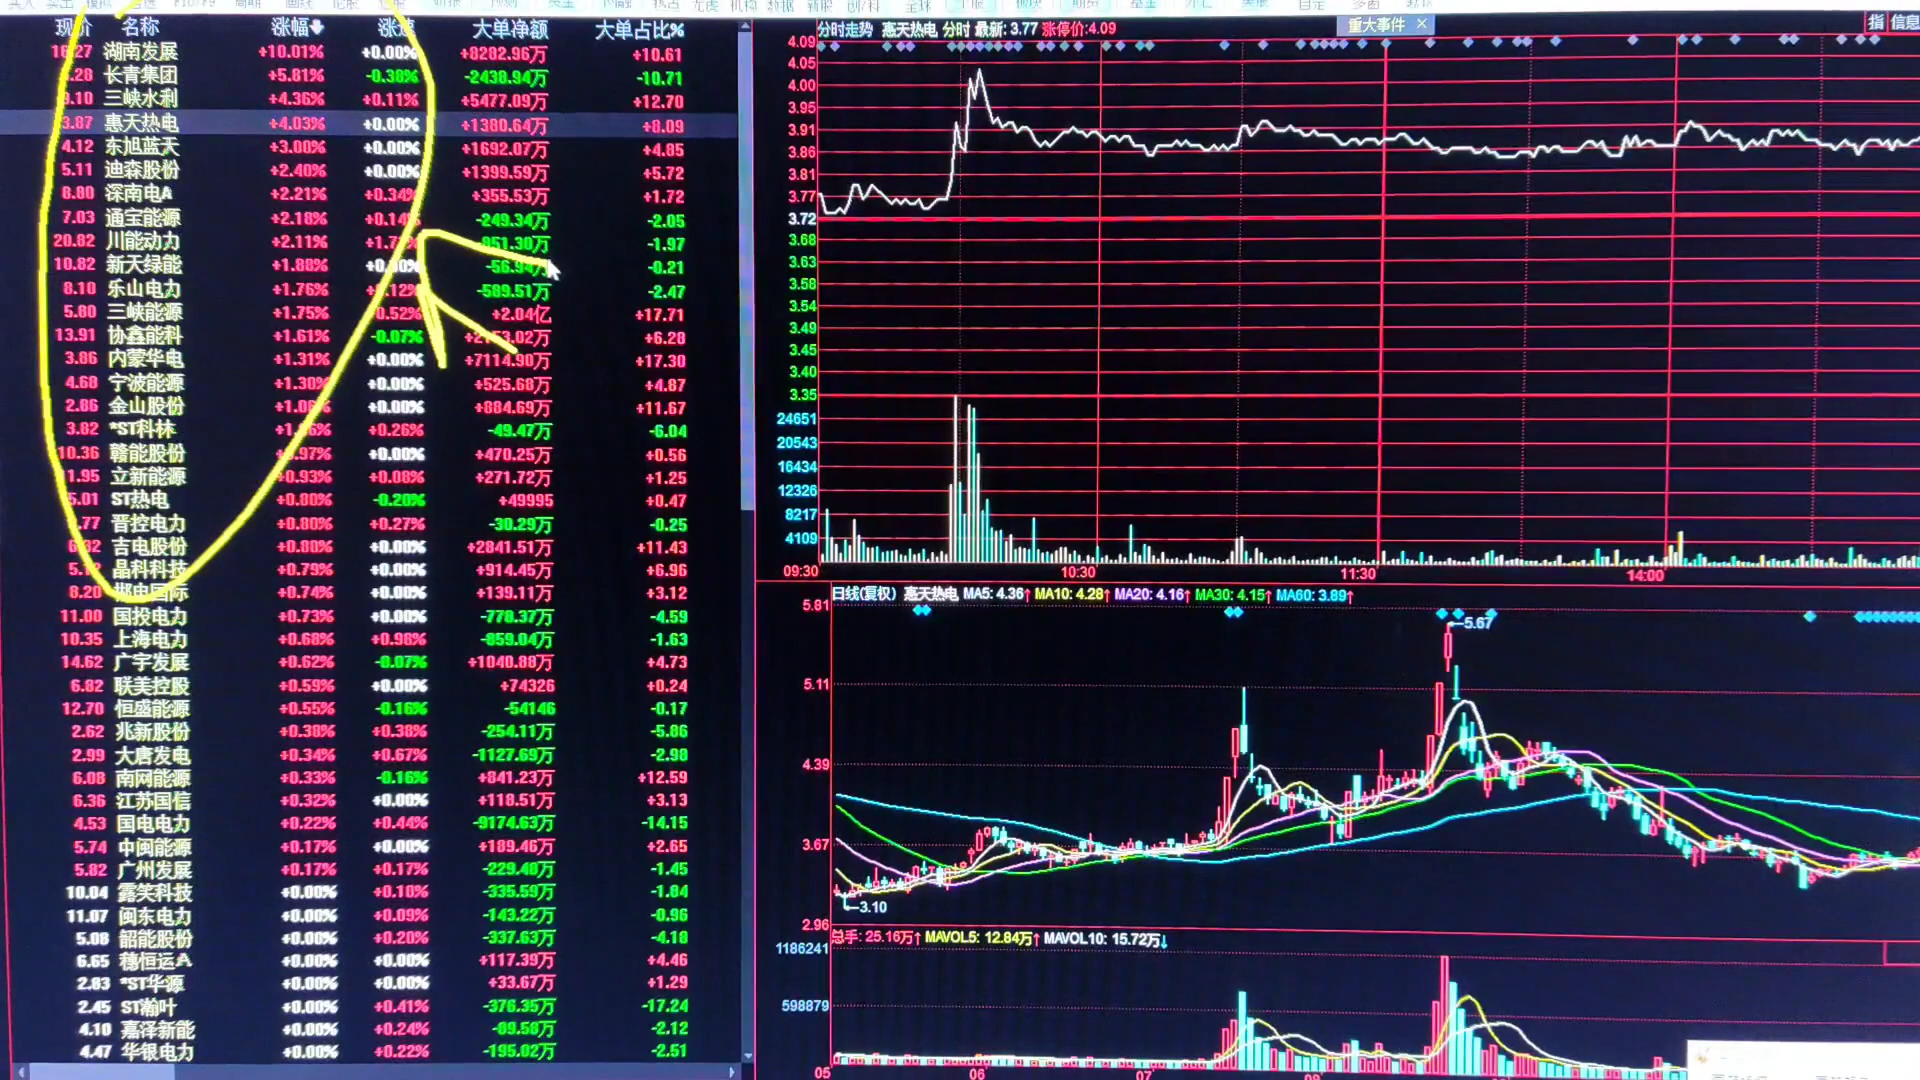 现价 名称 涨幅 涨速 大单净额 大单占比%
湖南发展 +10.01% +0.00% +8282.96万 +10.61
长青集团 +5.81% -0.38% -2438.94万 -10.71
三峡水利 +4.36% +0.11% +5477.09万 +12.70
3.87 惠天热电 +4.03% +0.00% +1380.64万 +8.09
4.12 东旭蓝天 +3.00% +0.00% +1692.07万 +4.85
5.11 迪森股份 +2.40% +0.00% +1399.59万 +5.72
8.80 深南电A +2.21% +0.34% +355.53万 +1.72
7.03 通宝能源 +2.18% +0.14% -249.34万 -2.05
20.82 川能动力 +2.11% -1.97
10.82 新天绿能 +1.88% +0.00% -0.21
8.10 乐山电力 +1.76% -589.51万 -2.47
5.80 三峡能源 +1.75% +2.04亿 +17.71
13.91 协鑫能科 +1.61% -0.07% +6.28
3.86 内蒙华电 +1.31% +0.00% +7114.90万 +17.30
4.68 宁波能源 +1.30% +0.00% +525.68万 +4.87
2.86 金山股份 +0.00% +884.69万 +11.67
3.82 *ST科林 +0.26% -49.47万 -6.04
10.36 赣能股份 +0.00% +470.25万 +0.56
立新能源 +0.93% +0.08% +271.72万 +1.25
5.01 ST热电 +0.80% -0.20% +49995 +0.47
晋控电力 +0.80% +0.27% -30.29万 -0.25
吉电股份 +0.80% +0.00% +2841.51万 +11.43
晶科科技 +0.79% +0.00% +914.45万 +6.96
8.20 郴电国际 +0.74% +0.00% +139.11万 +3.12
11.00 国投电力 +0.73% +0.00% -778.37万 -4.59
10.35 上海电力 +0.68% +0.98% -859.04万 -1.63
14.62 广宇发展 +0.62% -0.07% +1040.88万 +4.73
6.82 联美控股 +0.59% +0.00% +74326 +0.24
12.70 恒盛能源 +0.55% -0.16% -54146 -0.17
2.62 兆新股份 +0.38% +0.38% -254.11万 -5.86
2.99 大唐发电 +0.34% +0.67% -1127.69万 -2.98
6.08 南网能源 +0.33% -0.16% +841.23万 +12.59
6.36 江苏国信 +0.32% +0.00% +118.51万 +3.13
4.53 国电电力 +0.22% +0.44% -9174.63万 -14.15
5.74 中闽能源 +0.17% +0.00% +189.46万 +2.65
5.82 广州发展 +0.17% +0.17% -229.48万 -1.45
10.04 露笑科技 +0.00% +0.10% -335.59万 -1.84
11.07 闽东电力 +0.00% +0.09% -143.22万 -0.96
5.08 韶能股份 +0.00% +0.20% -337.63万 -4.18
6.65 穗恒运A +0.00% +0.00% +117.39万 +4.46
2.83 *ST华源 +0.00% +0.00% +33.67万 +1.29
2.45 ST瀚叶 +0.00% +0.41% -376.35万 -17.24
4.10 嘉泽新能 +0.00% +0.24% -89.58万 -2.12
4.47 华银电力 +0.00% +0.22% -195.02万 -2.51
分时走势 惠天热电 分时 最新: 3.77 涨停价:4.09
重大事件 ×
指 信息
4.09
4.05
4.00
3.95
3.91
3.86
3.81
3.77
3.72
3.68
3.63
3.58
3.54
3.49
3.45
3.40
3.35
24651
20543
16434
12326
8217
4109
09:30 10:30 11:30 14:00
日线(复权) 惠天热电 MA5: 4.36↑ MA10: 4.28↑ MA20: 4.16↑ MA30: 4.15↑ MA60: 3.89↑
5.81
5.67
5.11
4.39
3.67
3.10
2.96
总手: 25.16万↑ MAVOL5: 12.84万↑ MAVOL10: 15.72万↓
1186241
598879
05 06 07